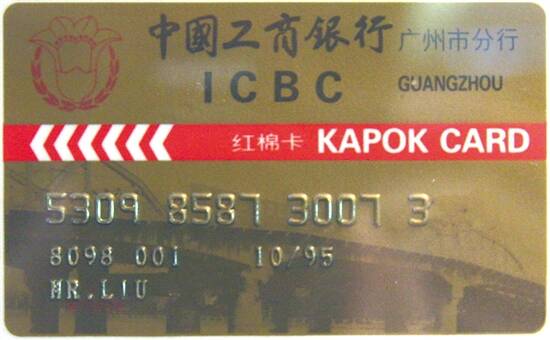 中國工商銀行 广州市分行
ICBC GUANGZHOU
红棉卡 KAPOK CARD
5309 8587 3007 3
8098 001 10/95
MR.LIU